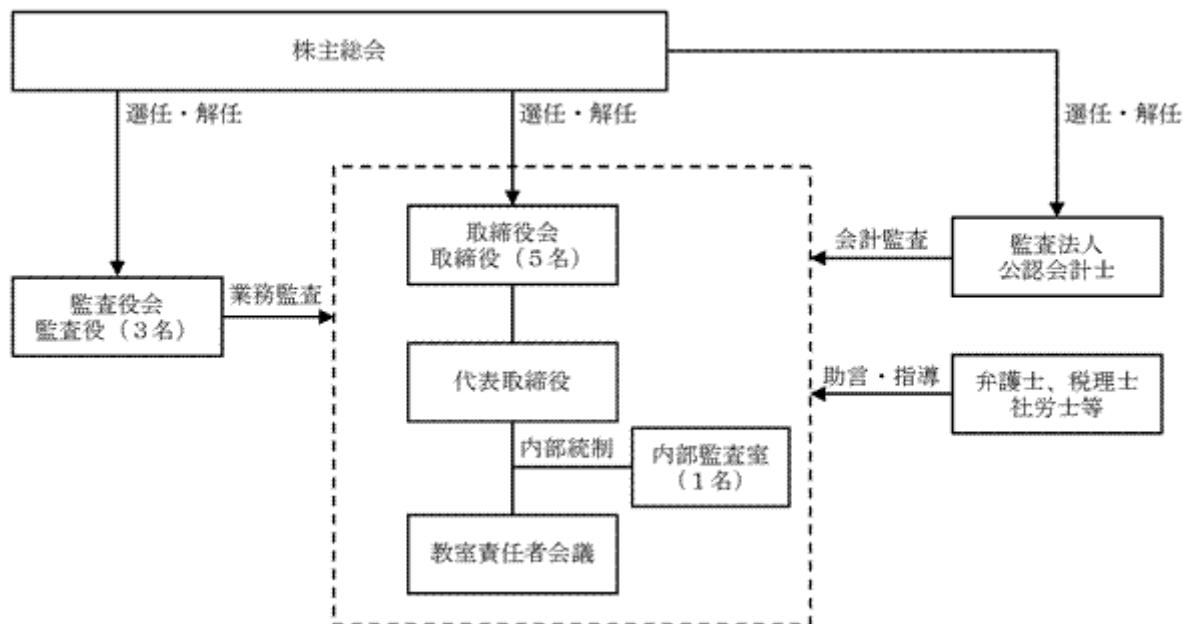 株主総会
選任・解任
選任・解任
選任・解任
取締役会
取締役（５名）
会計監査
監査法人
公認会計士
監査役会
監査役（３名）
業務監査
代表取締役
助言・指導
弁護士、税理士
社労士等
内部統制
内部監査室
（１名）
教室責任者会議